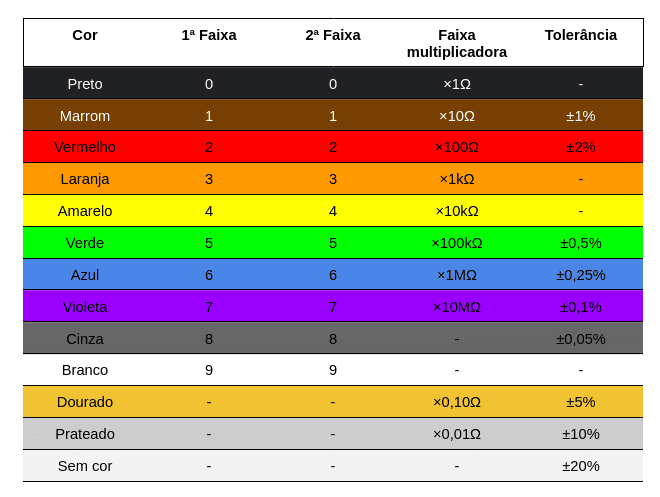 Cor 1ª Faixa 2ª Faixa Faixa multiplicadora Tolerância
Preto 0 0 ×1Ω -
Marrom 1 1 ×10Ω ±1%
Vermelho 2 2 ×100Ω ±2%
Laranja 3 3 ×1kΩ -
Amarelo 4 4 ×10kΩ -
Verde 5 5 ×100kΩ ±0,5%
Azul 6 6 ×1MΩ ±0,25%
Violeta 7 7 ×10MΩ ±0,1%
Cinza 8 8 - ±0,05%
Branco 9 9 - -
Dourado - - ×0,10Ω ±5%
Prateado - - ×0,01Ω ±10%
Sem cor - - - ±20%